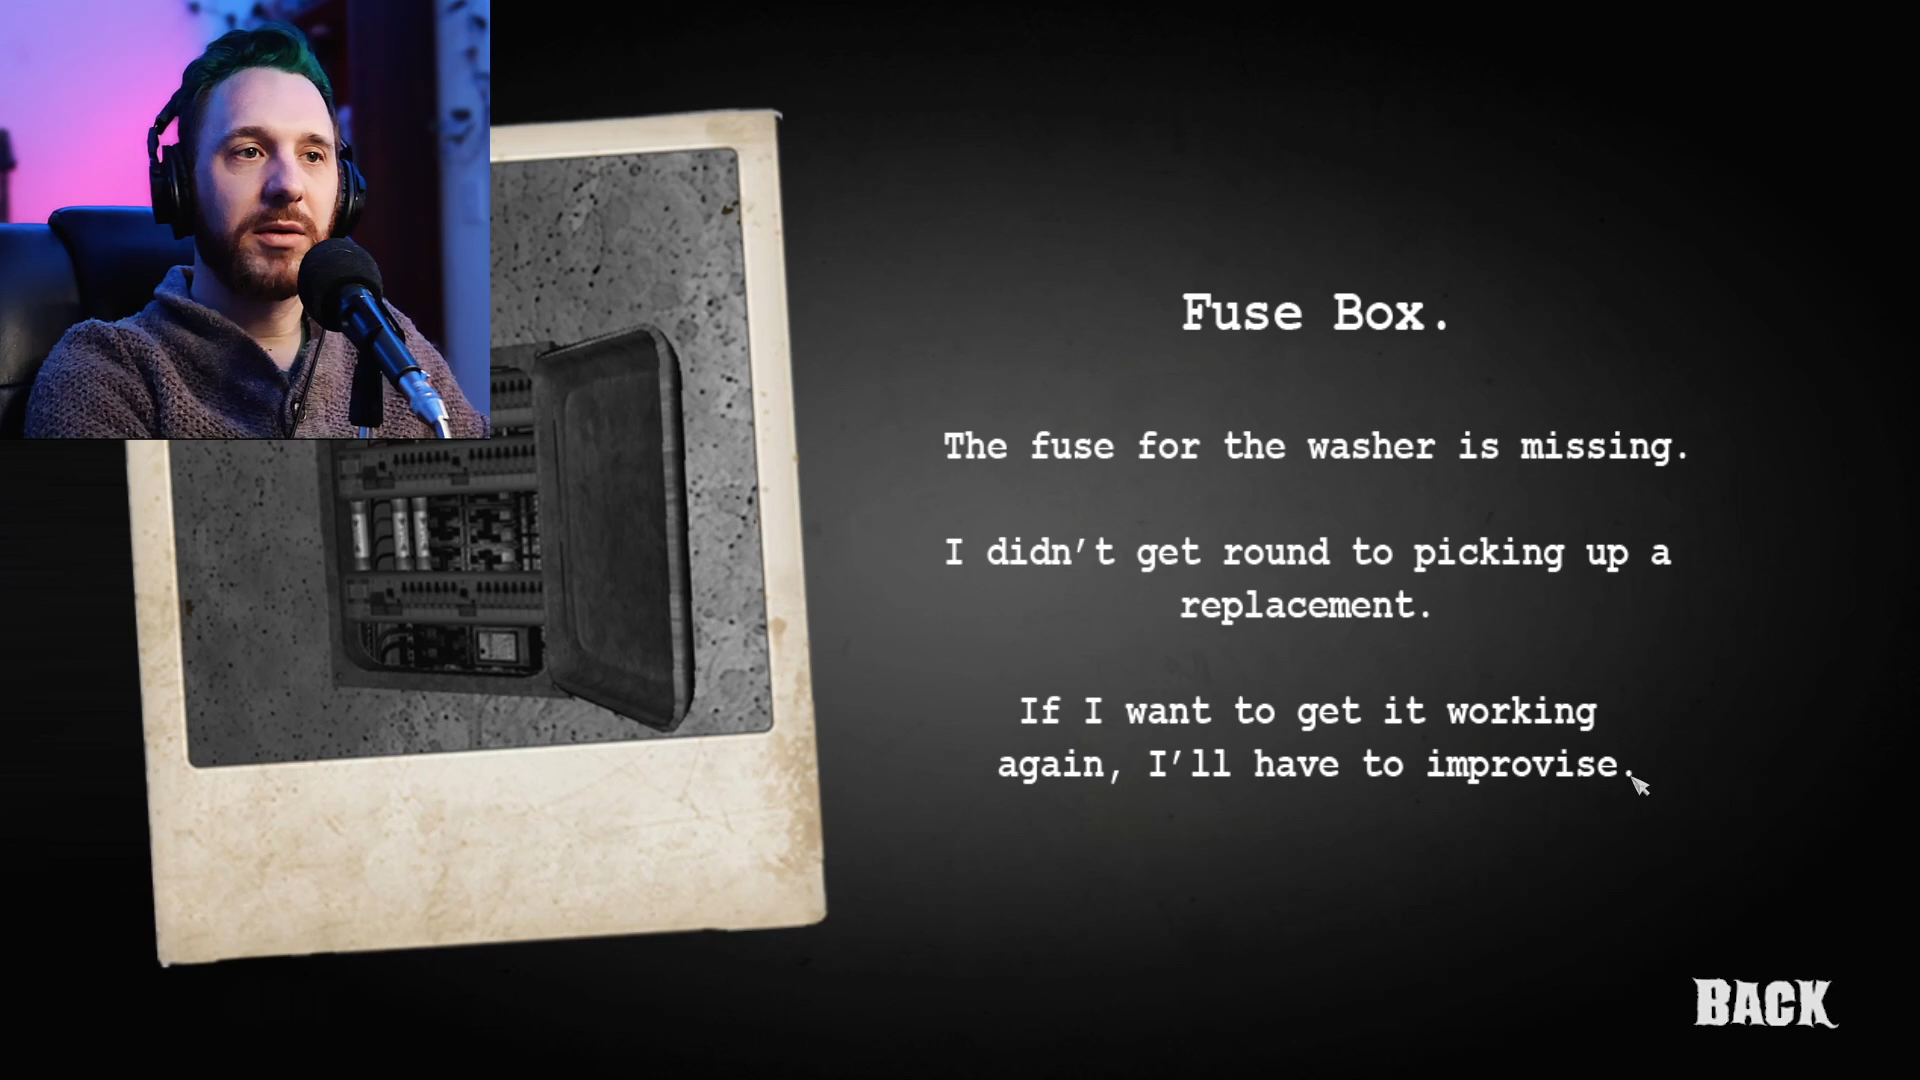 Fuse Box.
The fuse for the washer is missing.
I didn't get round to picking up a
replacement.
If I want to get it working
again, I'll have to improvise.
BACK